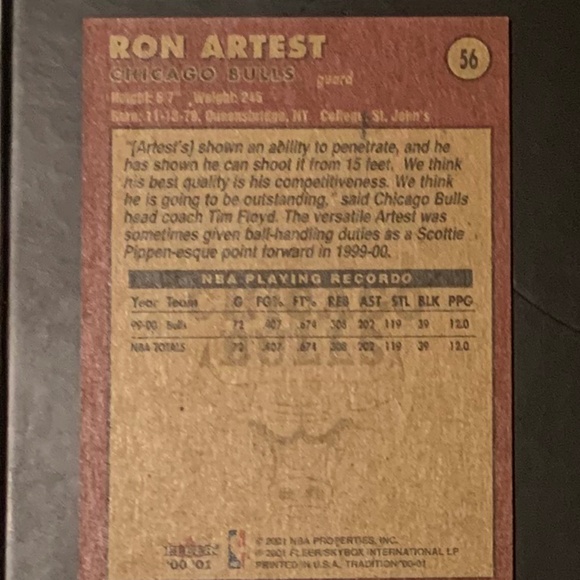 RON ARTEST
56
CHICAGO BULLS guard
Height: 6'7" Weight: 246
Born: 11-13-79, Queensbridge, NY College: St. John's
"[Artest's] shown an ability to penetrate, and he
has shown he can shoot it from 15 feet. We think
his best quality is his competitiveness. We think
he is going to be outstanding," said Chicago Bulls
head coach Tim Floyd. The versatile Artest was
sometimes given ball-handling duties as a Scottie
Pippen-esque point forward in 1999-00.
NBA PLAYING RECORD
Year Team G FG% FT% REB AST STL BLK PPG
99-00 Bulls 72 .407 .674 308 202 119 39 12.0
NBA TOTALS 72 .407 .674 308 202 119 39 12.0
'00 '01
© 2001 NBA PROPERTIES, INC.
© 2001 FLEER/SKYBOX INTERNATIONAL LP
PRINTED IN U.S.A. TRADITION '00-01